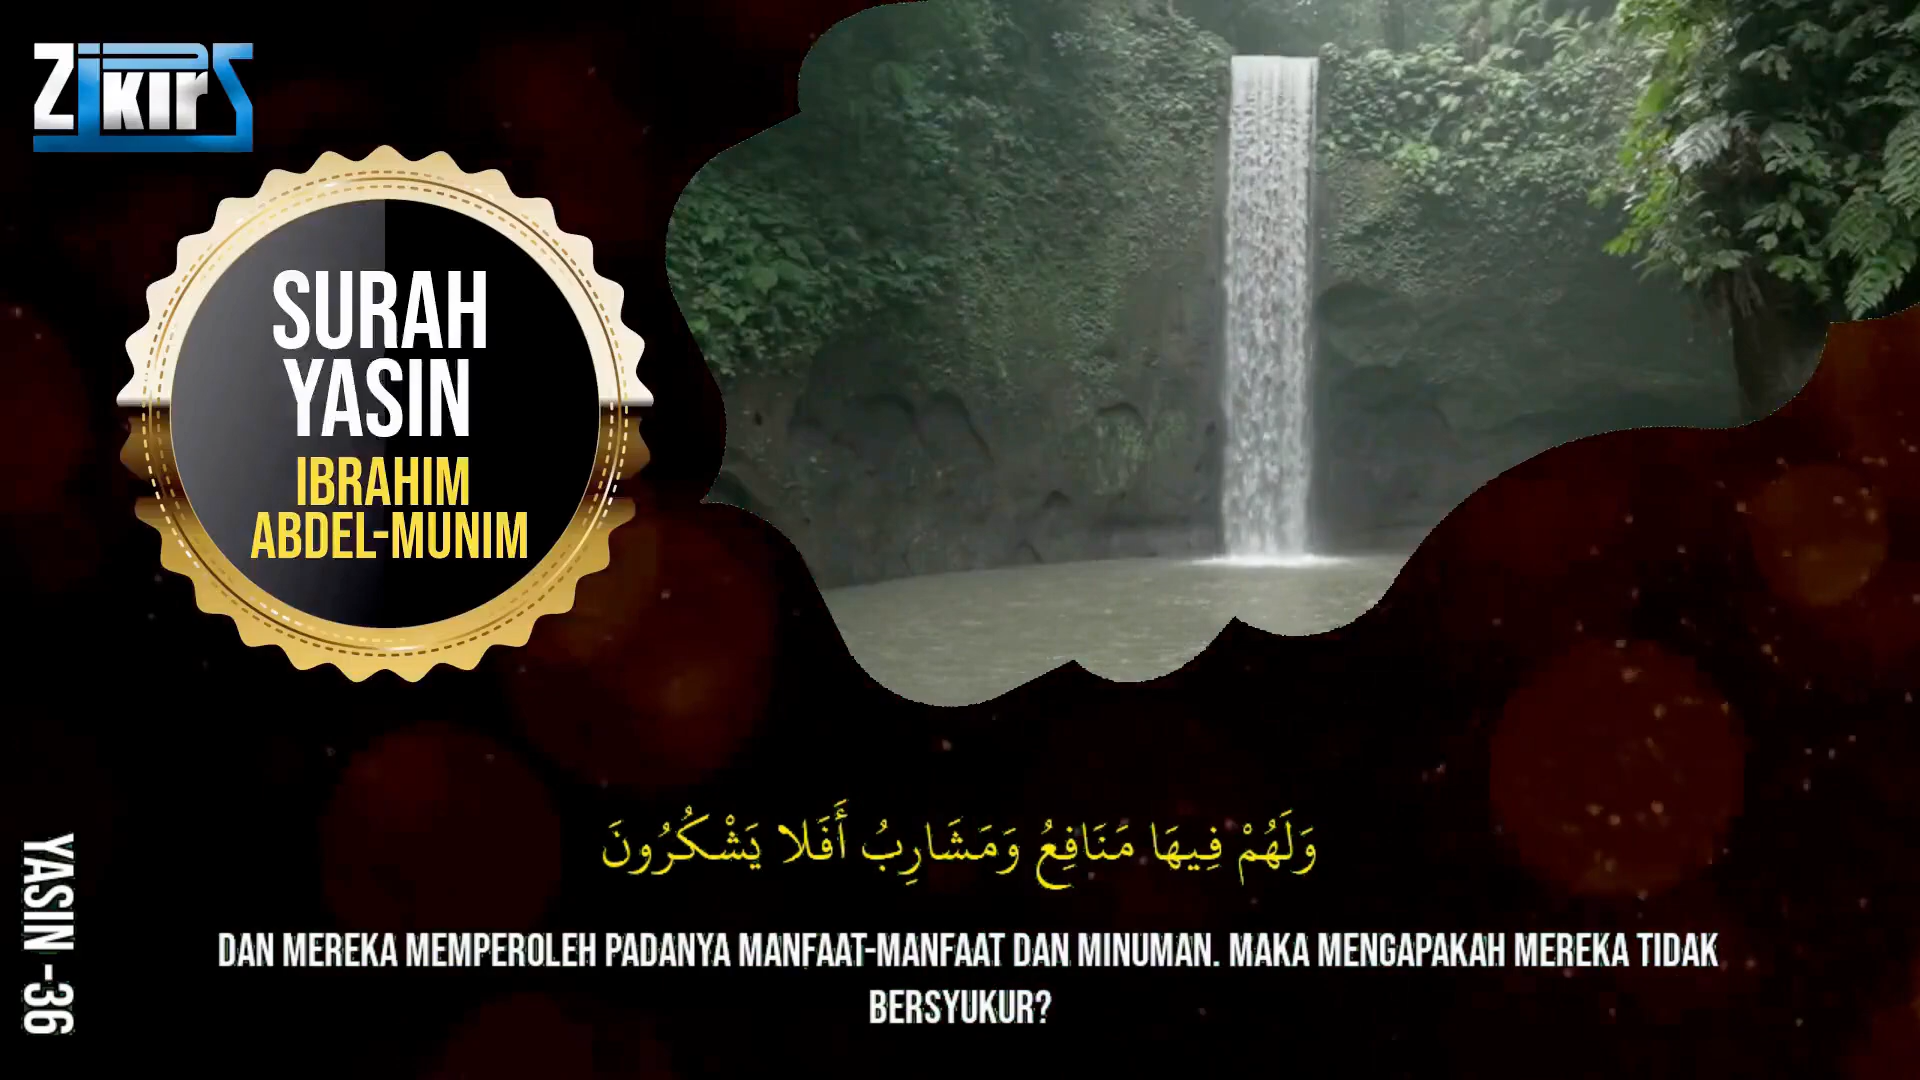 ZikirS
SURAH
YASIN
IBRAHIM
ABDEL-MUNIM
وَلَهُمْ فِيهَا مَنَافِعُ وَمَشَارِبُ أَفَلا يَشْكُرُونَ
DAN MEREKA MEMPEROLEH PADANYA MANFAAT-MANFAAT DAN MINUMAN. MAKA MENGAPAKAH MEREKA TIDAK
BERSYUKUR?
YASIN -36